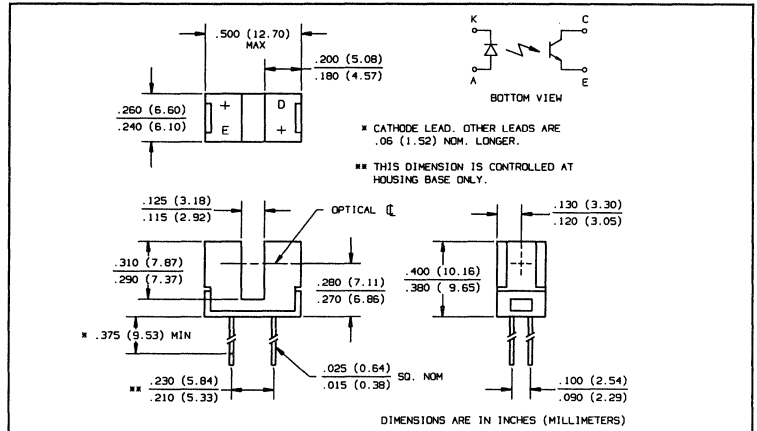 .500 (12.70)
MAX
.200 (5.08)
.180 (4.57)
K
C
A
E
BOTTOM VIEW
.260 (6.60)
.240 (6.10)
+
D
E
+
* CATHODE LEAD. OTHER LEADS ARE
.06 (1.52) NOM. LONGER.
** THIS DIMENSION IS CONTROLLED AT
HOUSING BASE ONLY.
.125 (3.18)
.115 (2.92)
OPTICAL ℄
.130 (3.30)
.120 (3.05)
.310 (7.87)
.290 (7.37)
.280 (7.11)
.270 (6.86)
.400 (10.16)
.380 ( 9.65)
* .375 (9.53) MIN
.025 (0.64)
.015 (0.38)
SQ. NOM
** .230 (5.84)
.210 (5.33)
.100 (2.54)
.090 (2.29)
DIMENSIONS ARE IN INCHES (MILLIMETERS)